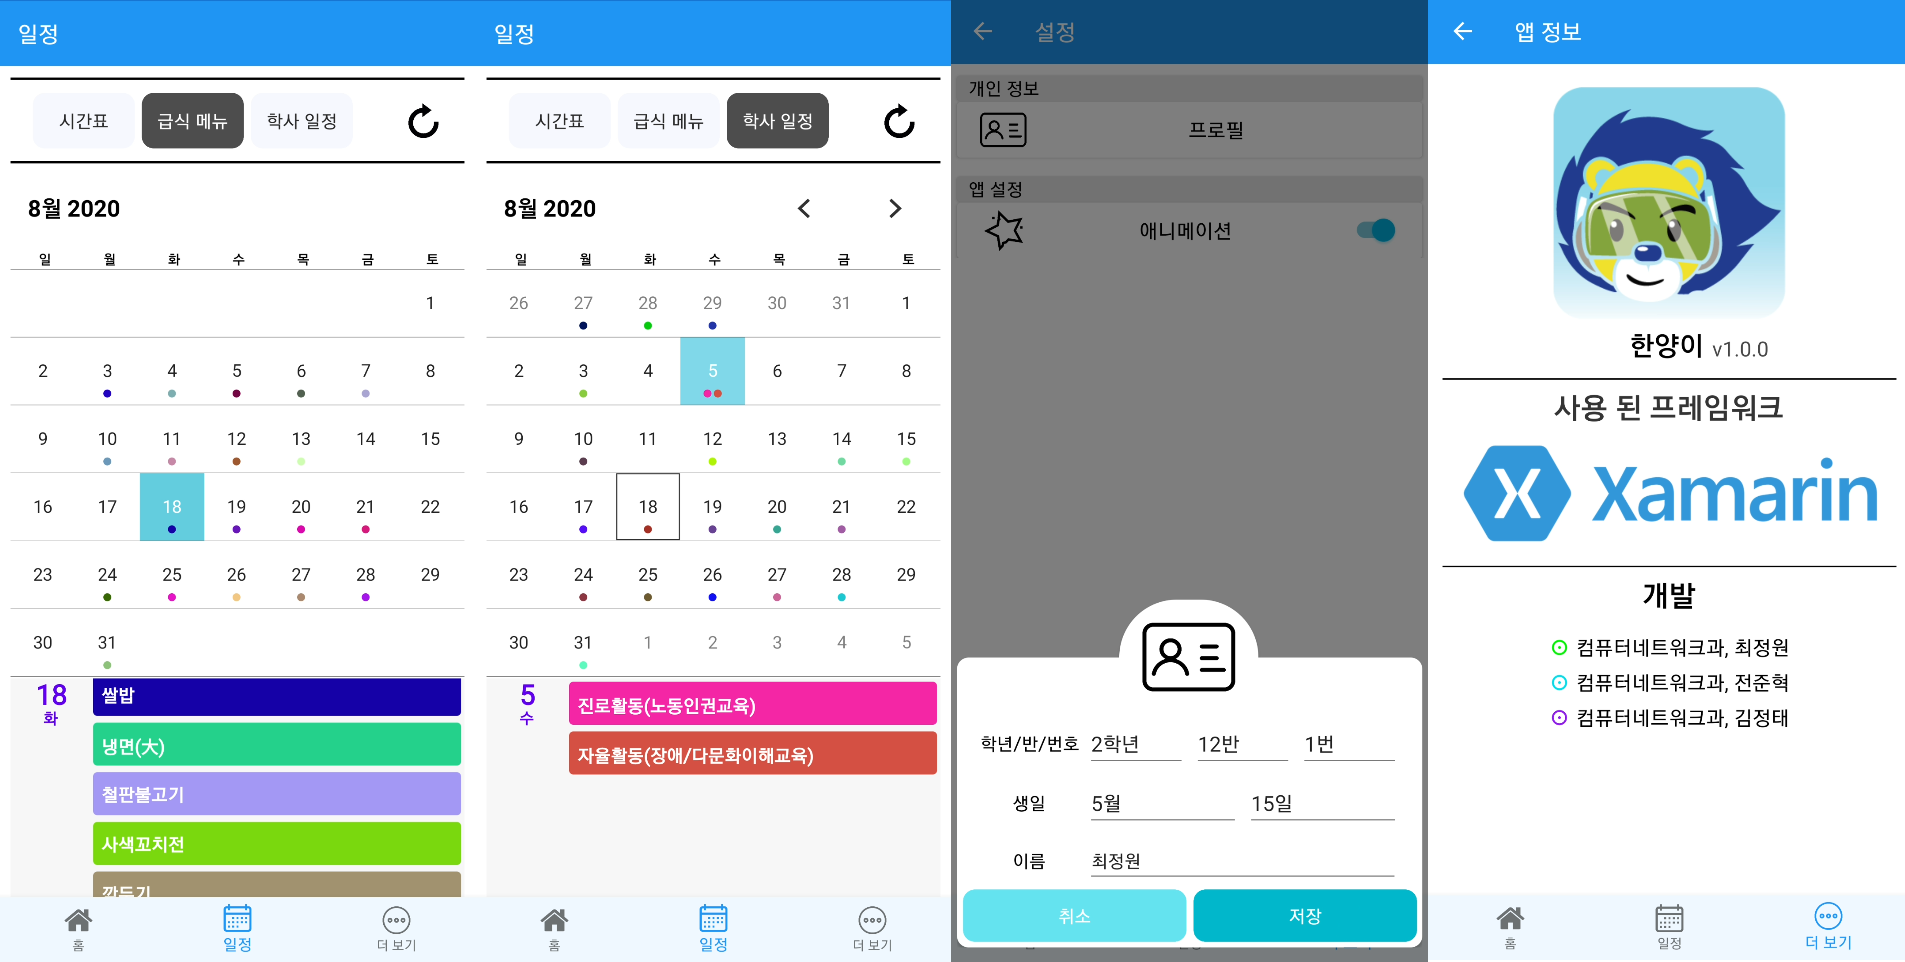 일정
시간표 급식 메뉴 학사 일정
8월 2020
일 월 화 수 목 금 토
1
2 3 4 5 6 7 8
9 10 11 12 13 14 15
16 17 18 19 20 21 22
23 24 25 26 27 28 29
30 31
18 쌀밥
화
냉면(大)
철판불고기
사색꼬치전
깍두기
홈 일정 더 보기
일정
시간표 급식 메뉴 학사 일정
8월 2020
일 월 화 수 목 금 토
26 27 28 29 30 31 1
2 3 4 5 6 7 8
9 10 11 12 13 14 15
16 17 18 19 20 21 22
23 24 25 26 27 28 29
30 31 1 2 3 4 5
5 진로활동(노동인권교육)
수
자율활동(장애/다문화이해교육)
홈 일정 더 보기
설정
개인 정보
프로필
앱 설정
애니메이션
학년/반/번호 2학년 12반 1번
생일 5월 15일
이름 최정원
취소 저장
앱 정보
한양이 v1.0.0
사용 된 프레임워크
Xamarin
개발
컴퓨터네트워크과, 최정원
컴퓨터네트워크과, 전준혁
컴퓨터네트워크과, 김정태
홈 일정 더 보기